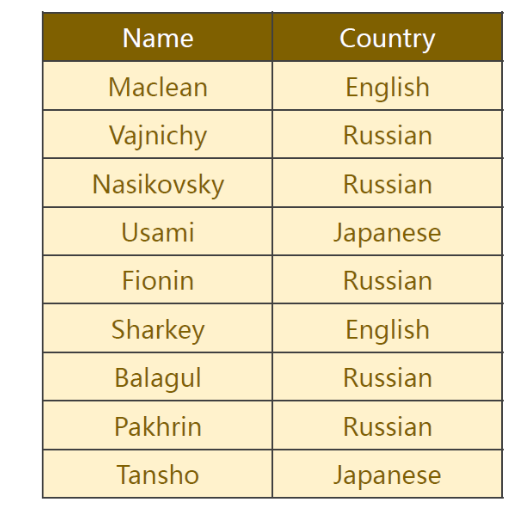 Name Country
Maclean English
Vajnichy Russian
Nasikovsky Russian
Usami Japanese
Fionin Russian
Sharkey English
Balagul Russian
Pakhrin Russian
Tansho Japanese